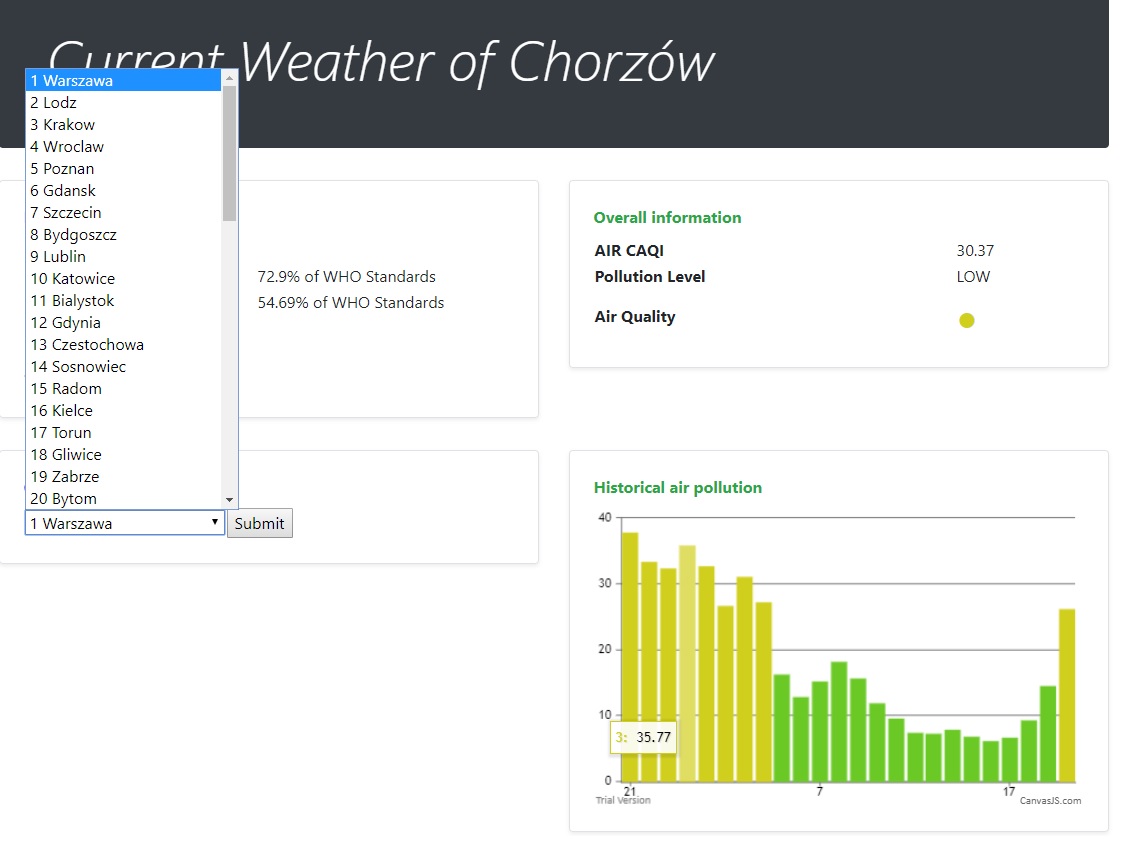 Current Weather of Chorzów
1 Warszawa
2 Lodz
3 Krakow
4 Wroclaw
5 Poznan
6 Gdansk
7 Szczecin
8 Bydgoszcz
9 Lublin
10 Katowice
11 Bialystok
12 Gdynia
13 Czestochowa
14 Sosnowiec
15 Radom
16 Kielce
17 Torun
18 Gliwice
19 Zabrze
20 Bytom
1 Warszawa
Submit
72.9% of WHO Standards
54.69% of WHO Standards
Overall information
AIR CAQI 30.37
Pollution Level LOW
Air Quality
Historical air pollution
40
30
20
10
3: 35.77
0
21 7 17
Trial Version CanvasJS.com